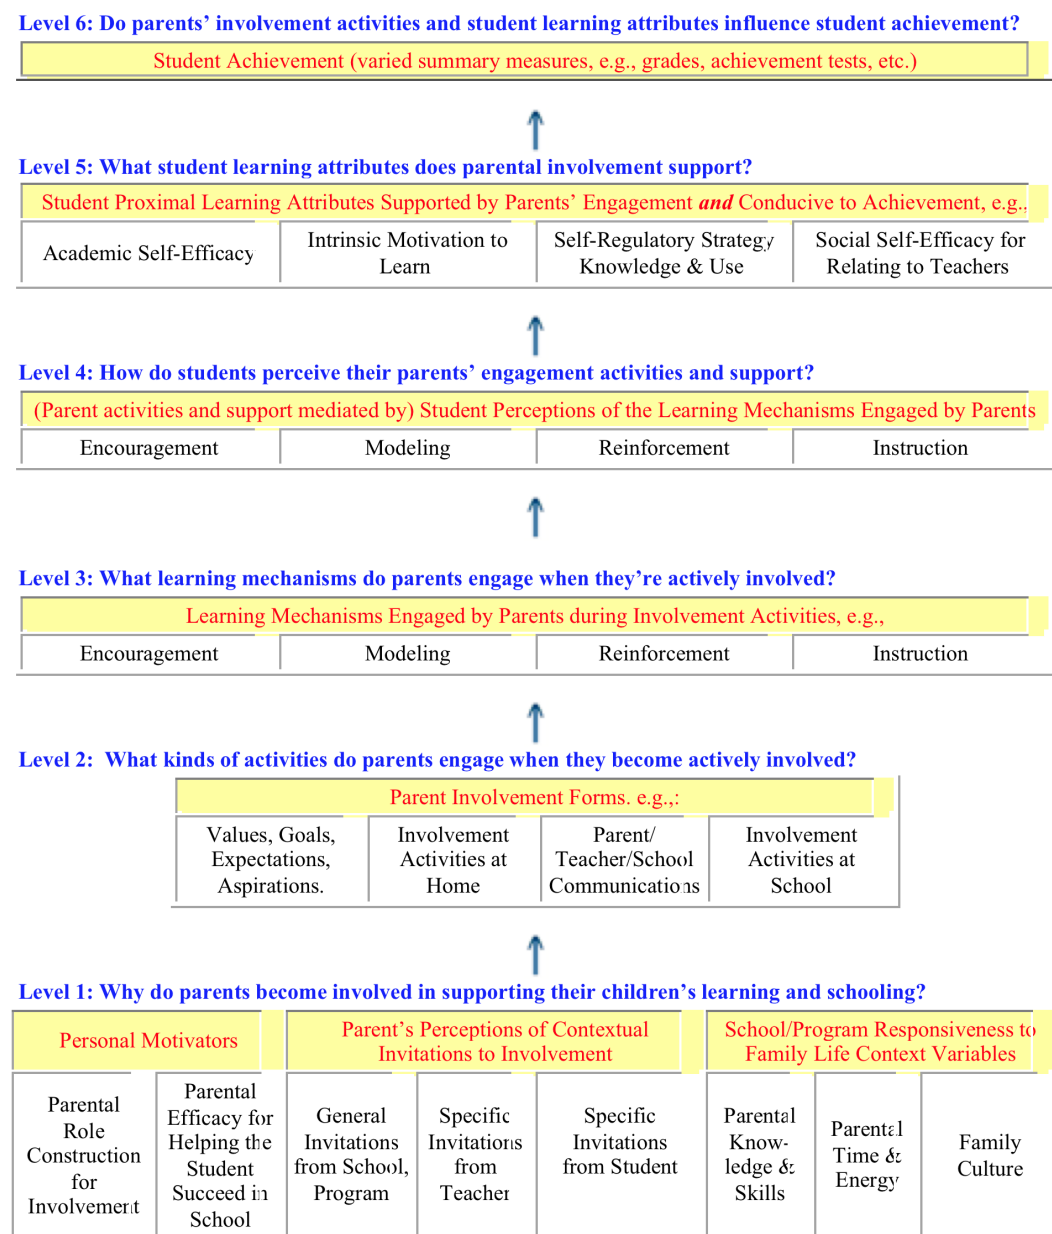 Level 6: Do parents’ involvement activities and student learning attributes influence student achievement?
Student Achievement (varied summary measures, e.g., grades, achievement tests, etc.)
Level 5: What student learning attributes does parental involvement support?
Student Proximal Learning Attributes Supported by Parents’ Engagement and Conducive to Achievement, e.g.,
Academic Self-Efficacy
Intrinsic Motivation to
Learn
Self-Regulatory Strategy
Knowledge & Use
Social Self-Efficacy for
Relating to Teachers
Level 4: How do students perceive their parents’ engagement activities and support?
(Parent activities and support mediated by) Student Perceptions of the Learning Mechanisms Engaged by Parents
Encouragement
Modeling
Reinforcement
Instruction
Level 3: What learning mechanisms do parents engage when they’re actively involved?
Learning Mechanisms Engaged by Parents during Involvement Activities, e.g.,
Encouragement
Modeling
Reinforcement
Instruction
Level 2:  What kinds of activities do parents engage when they become actively involved?
Parent Involvement Forms. e.g.,:
Values, Goals,
Expectations,
Aspirations.
Involvement
Activities at
Home
Parent/
Teacher/School
Communications
Involvement
Activities at
School
Level 1: Why do parents become involved in supporting their children’s learning and schooling?
Personal Motivators
Parent’s Perceptions of Contextual
Invitations to Involvement
School/Program Responsiveness to
Family Life Context Variables
Parental
Role
Construction
for
Involvement
Parental
Efficacy for
Helping the
Student
Succeed in
School
General
Invitations
from School,
Program
Specific
Invitations
from
Teacher
Specific
Invitations
from Student
Parental
Know-
ledge &
Skills
Parental
Time &
Energy
Family
Culture